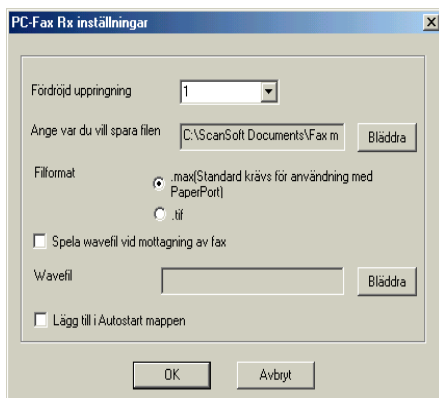 PC-Fax Rx inställningar
Fördröjd uppringning 1
Ange var du vill spara filen C:\ScanSoft Documents\Fax m Bläddra
Filformat .max(Standard krävs för användning med
PaperPort)
.tif
Spela wavefil vid mottagning av fax
Wavefil Bläddra
Lägg till i Autostart mappen
OK Avbryt